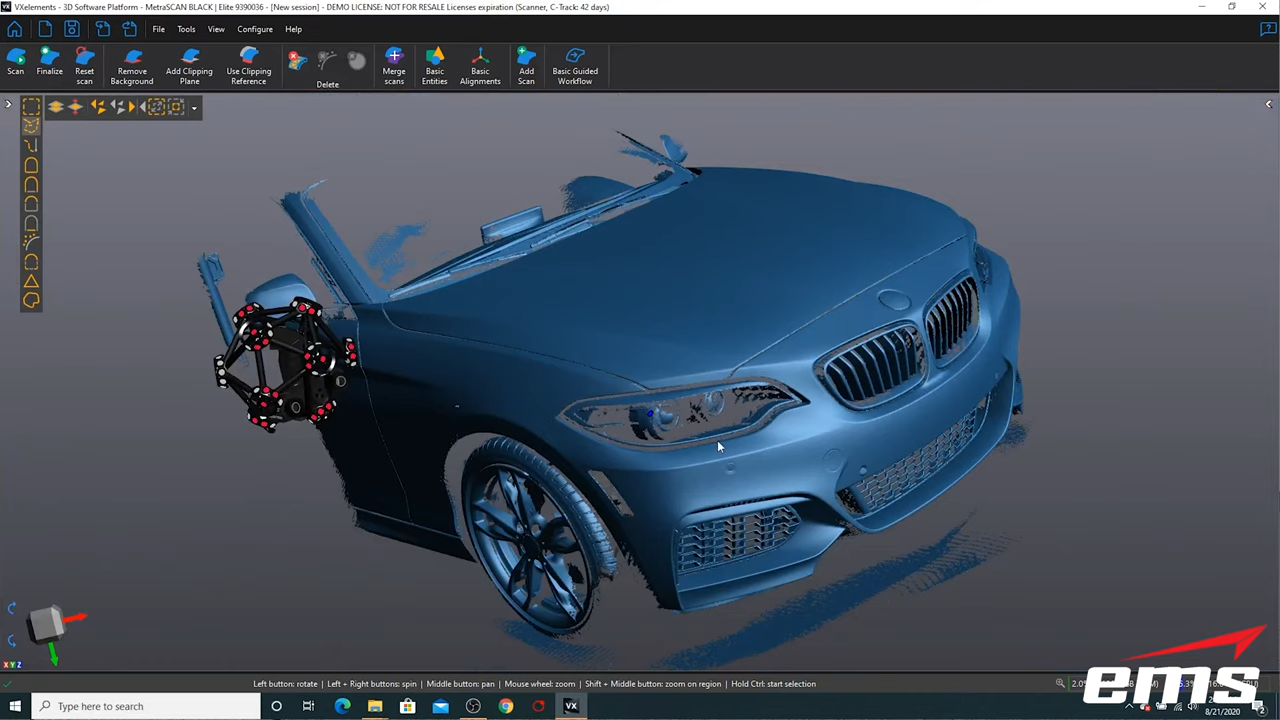 VXelements - 3D Software Platform - MetraSCAN BLACK | Elite 9390036 - [New session] - DEMO LICENSE: NOT FOR RESALE Licenses expiration (Scanner, C-Track: 42 days)
File Tools View Configure Help
Scan Finalize Reset scan Remove Background Add Clipping Plane Use Clipping Reference Delete Merge scans Basic Entities Basic Alignments Add Scan Basic Guided Workflow
X Y Z
Left button: rotate | Left + Right buttons: spin | Middle button: pan | Mouse wheel: zoom | Shift + Middle button: zoom on region | Hold Ctrl: start selection
ems
Type here to search
VX
8/21/2020
2